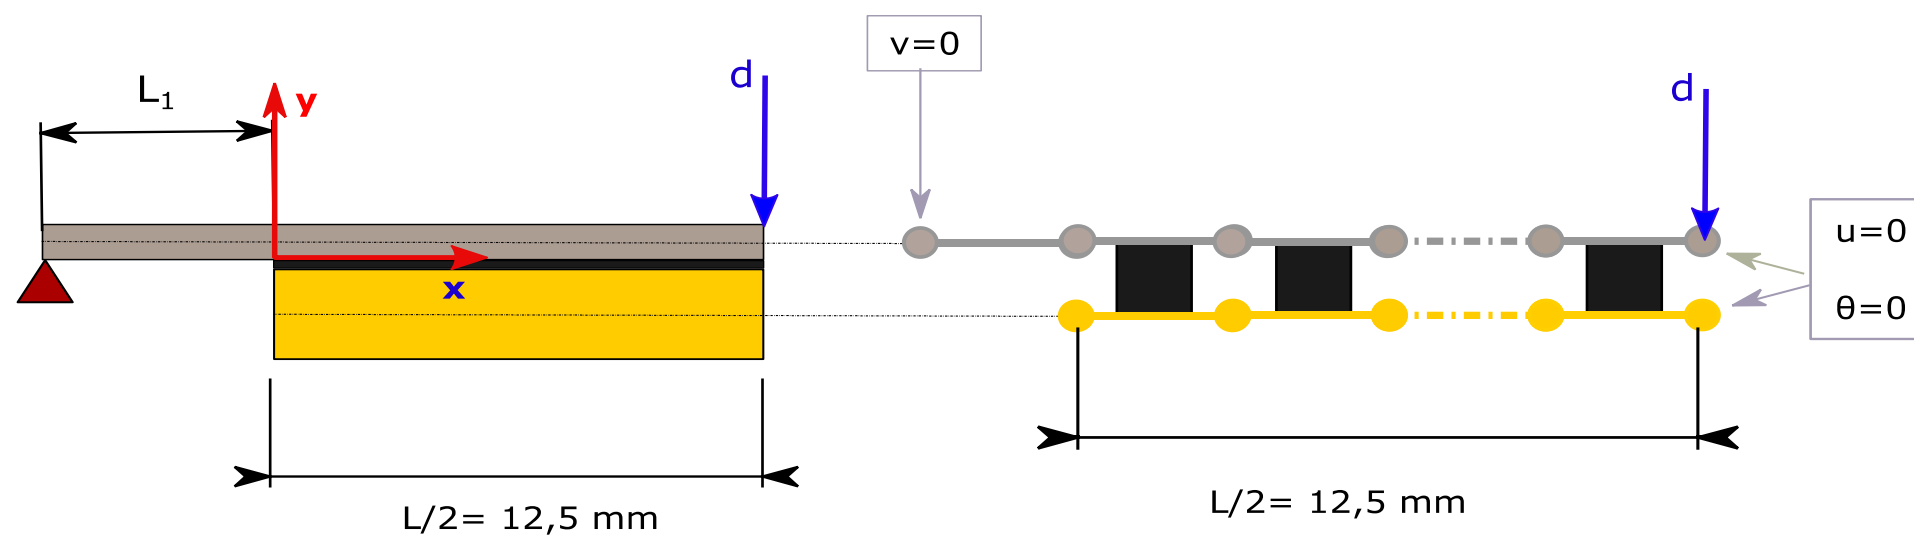 L₁
y
d
x
L/2= 12,5 mm
v=0
d
u=0
θ=0
L/2= 12,5 mm